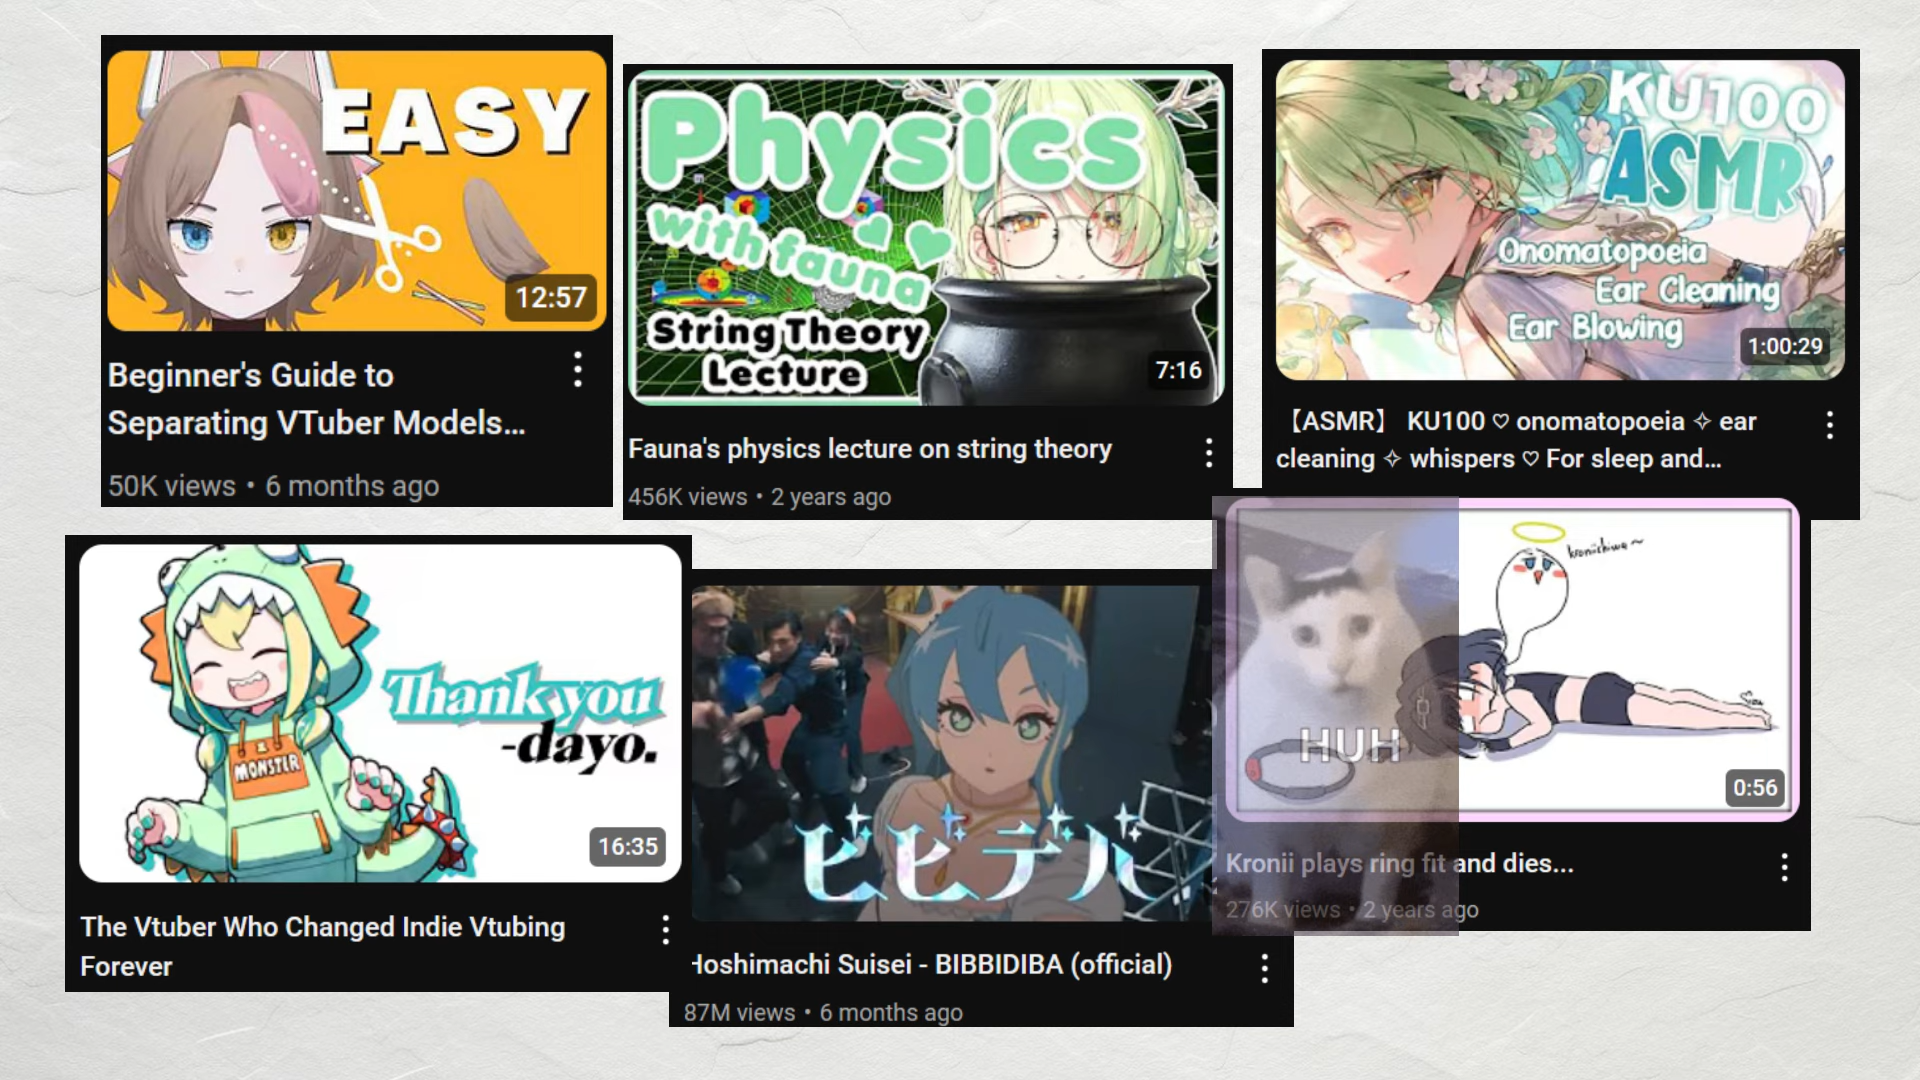 EASY
12:57
Beginner's Guide to
Separating VTuber Models...
50K views • 6 months ago
Physics
with fauna
String Theory
Lecture
7:16
Fauna's physics lecture on string theory
456K views • 2 years ago
KU100
ASMR
Onomatopoeia
Ear Cleaning
Ear Blowing
1:00:29
【ASMR】 KU100 ♡ onomatopoeia ✧ ear
cleaning ✧ whispers ♡ For sleep and...
MONSTER
Thank you
-dayo.
16:35
The Vtuber Who Changed Indie Vtubing
Forever
ビビデバ
Hoshimachi Suisei - BIBBIDIBA (official)
87M views • 6 months ago
kroniichiwa~
HUH
0:56
Kronii plays ring fit and dies...
276K views • 2 years ago